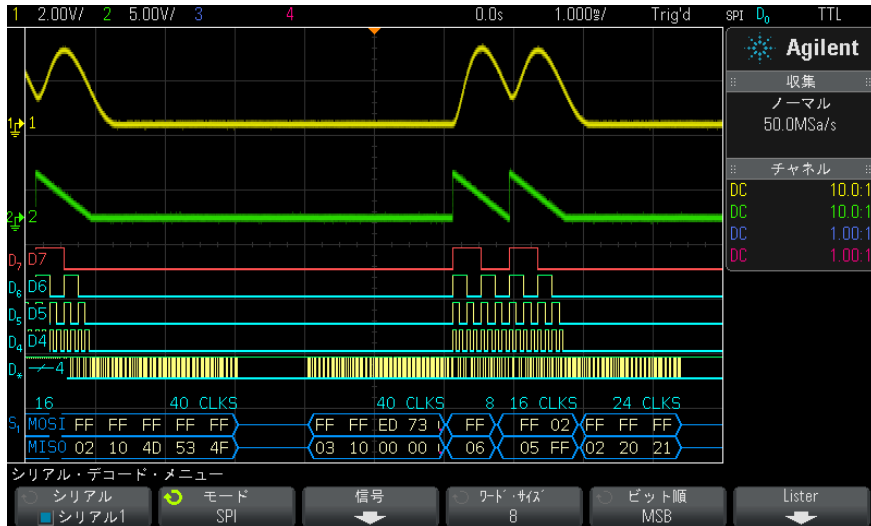 1 2.00V/ 2 5.00V/ 3 4 0.0s 1.000㎳/ Trig'd SPI D0 TTL
Agilent
収集
ノーマル
50.0MSa/s
チャネル
DC 10.0:1
DC 10.0:1
DC 1.00:1
DC 1.00:1
1 1
2 2
D7 D7
D6 D6
D5 D5
D4 D4
D* 4
16 40 CLKS 40 CLKS 8 16 CLKS 24 CLKS
S1 MOSI FF FF FF FF FF FF FF ED 73 FF FF 02 FF FF FF
MISO 02 10 4D 53 4F 03 10 00 00 06 05 FF 02 20 21
シリアル・デコード・メニュー
シリアル モード 信号 ワード・サイズ ビット順 Lister
シリアル1 SPI 8 MSB